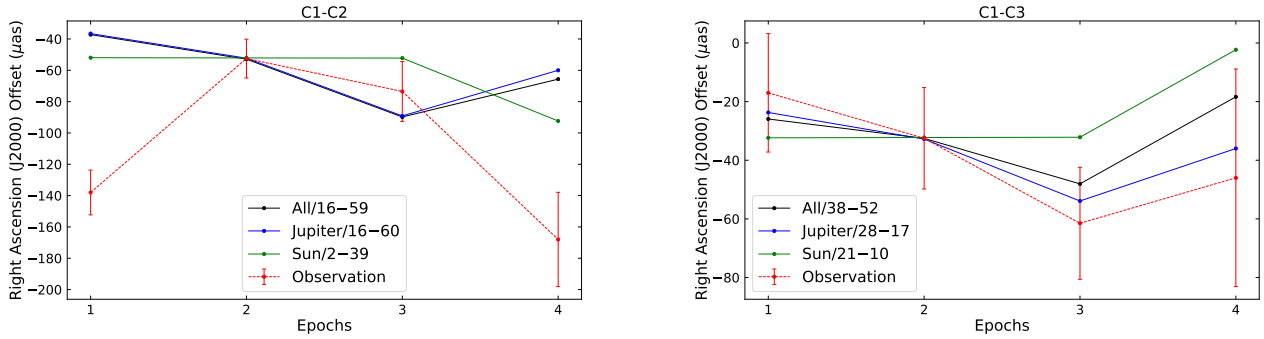 C1-C2
Right Ascension (J2000) Offset (μas)
−40
−60
−80
−100
−120
−140
−160
−180
−200
All/16−59
Jupiter/16−60
Sun/2−39
Observation
1
2
3
4
Epochs
C1-C3
Right Ascension (J2000) Offset (μas)
0
−20
−40
−60
−80
All/38−52
Jupiter/28−17
Sun/21−10
Observation
1
2
3
4
Epochs